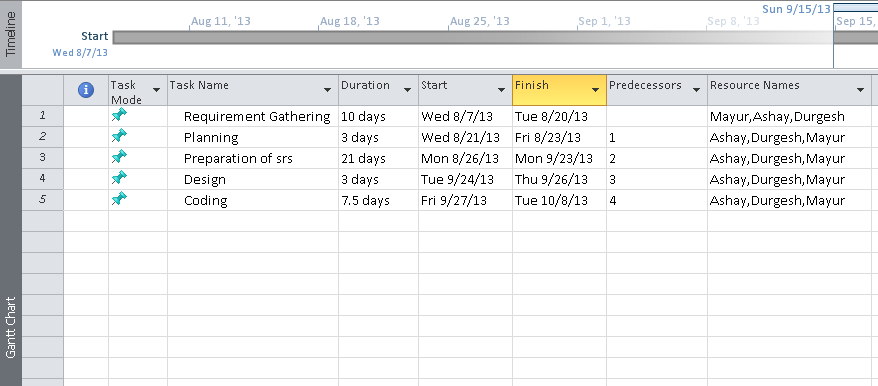 Timeline
Sun 9/15/13
Aug 11, '13 Aug 18, '13 Aug 25, '13 Sep 1, '13 Sep 8, '13 Sep 15,
Start
Wed 8/7/13
Task Mode Task Name Duration Start Finish Predecessors Resource Names
1 Requirement Gathering 10 days Wed 8/7/13 Tue 8/20/13 Mayur,Ashay,Durgesh
2 Planning 3 days Wed 8/21/13 Fri 8/23/13 1 Ashay,Durgesh,Mayur
3 Preparation of srs 21 days Mon 8/26/13 Mon 9/23/13 2 Ashay,Durgesh,Mayur
4 Design 3 days Tue 9/24/13 Thu 9/26/13 3 Ashay,Durgesh,Mayur
5 Coding 7.5 days Fri 9/27/13 Tue 10/8/13 4 Ashay,Durgesh,Mayur
Gantt Chart